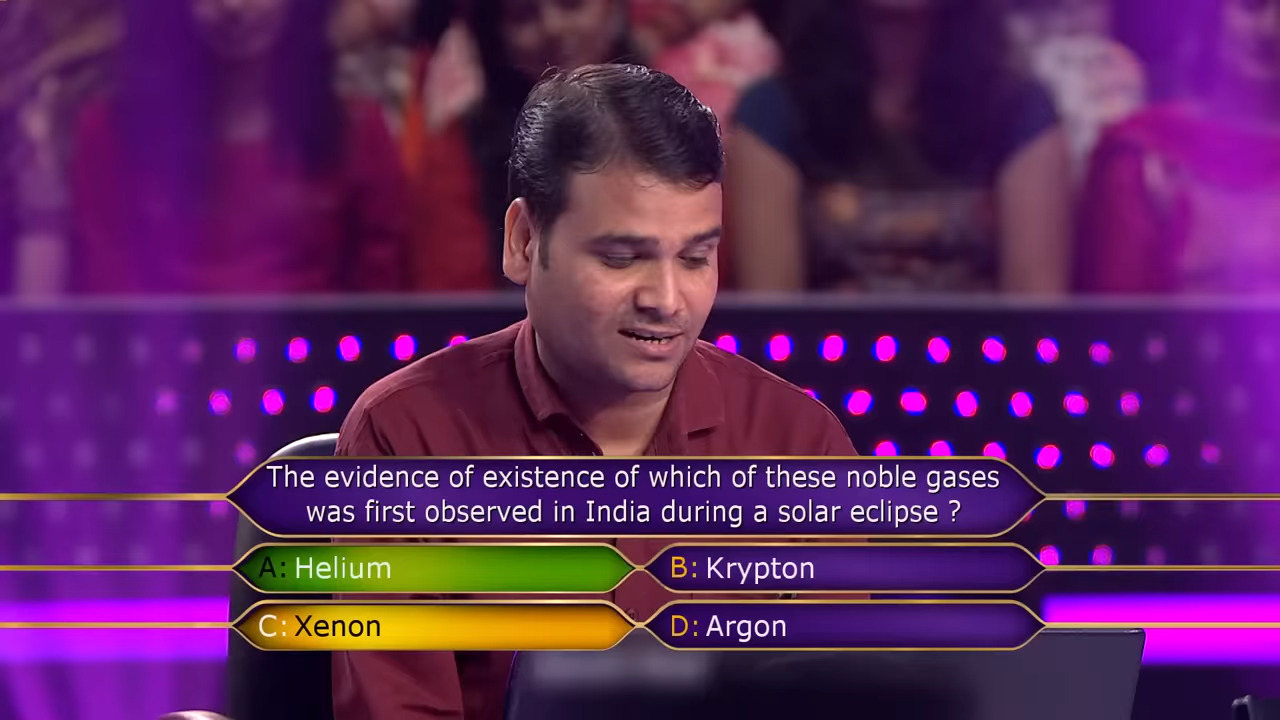 The evidence of existence of which of these noble gases
was first observed in India during a solar eclipse ?
A: Helium
B: Krypton
C: Xenon
D: Argon